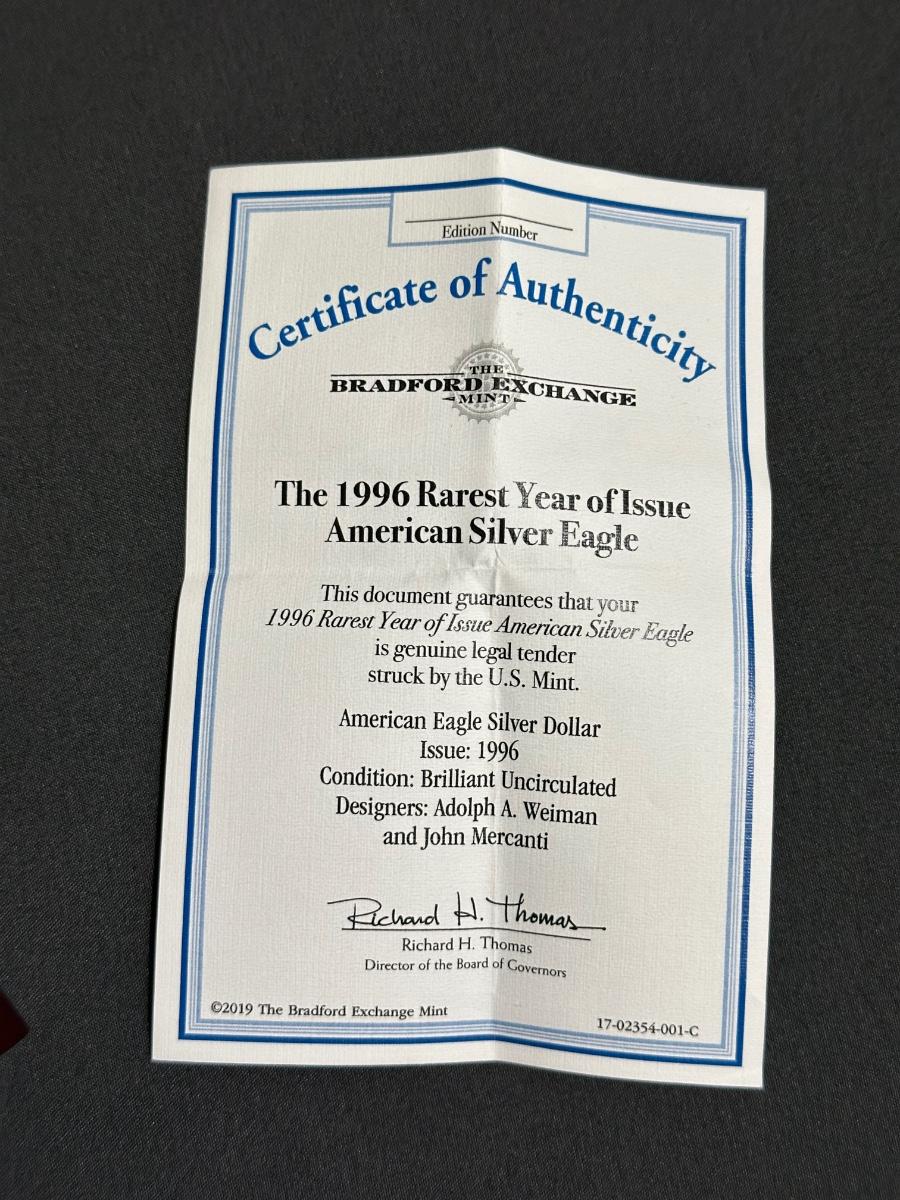 Edition Number
Certificate of Authenticity
THE
BRADFORD EXCHANGE
MINT
The 1996 Rarest Year of Issue
American Silver Eagle
This document guarantees that your
1996 Rarest Year of Issue American Silver Eagle
is genuine legal tender
struck by the U.S. Mint.
American Eagle Silver Dollar
Issue: 1996
Condition: Brilliant Uncirculated
Designers: Adolph A. Weiman
and John Mercanti
Richard H. Thomas
Richard H. Thomas
Director of the Board of Governors
©2019 The Bradford Exchange Mint
17-02354-001-C